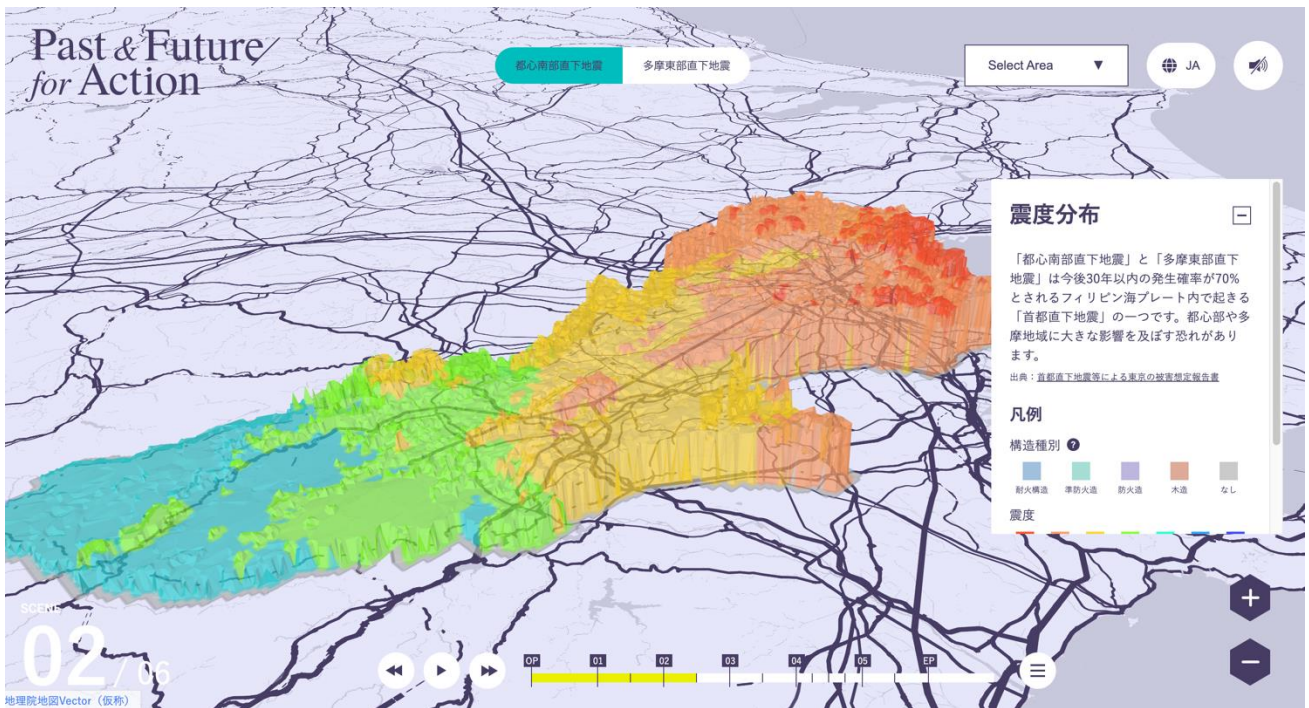 Past & Future
for Action
都心南部直下地震
多摩東部直下地震
Select Area ▼
JA
震度分布
「都心南部直下地震」と「多摩東部直下
地震」は今後30年以内の発生確率が70%
とされるフィリピン海プレート内で起きる
「首都直下地震」の一つです。都心部や多
摩地域に大きな影響を及ぼす恐れがあり
ます。
出典：首都直下地震等による東京の被害想定報告書
凡例
構造種別 ?
耐火構造 準防火造 防火造 木造 なし
震度
SCENE
02 / 06
OP 01 02 03 04 05 EP
地理院地図Vector（仮称）